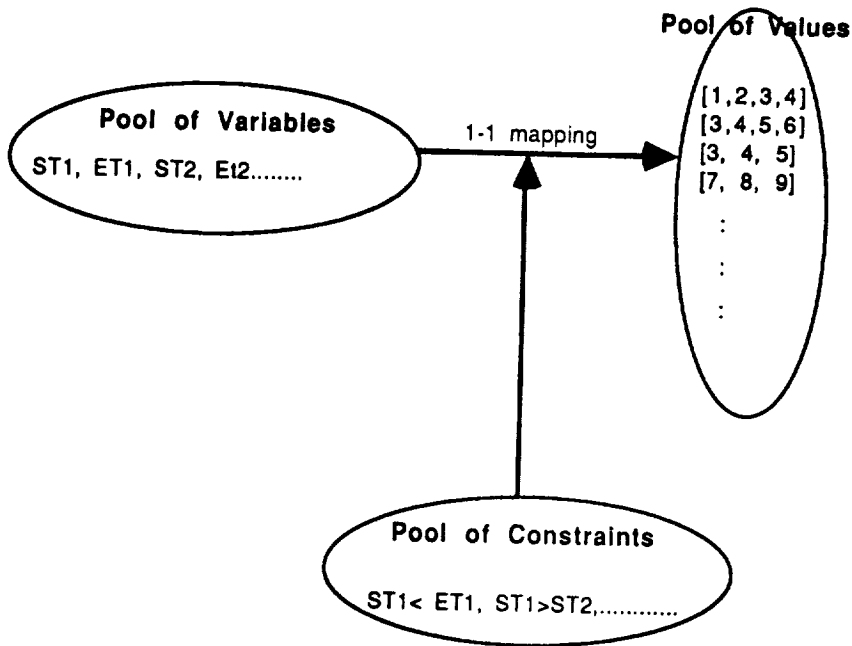 Pool of Values
[1,2,3,4]
[3,4,5,6]
[3, 4, 5]
[7, 8, 9]
:
:
:
Pool of Variables
ST1, ET1, ST2, Et2........
1-1 mapping
Pool of Constraints
ST1< ET1, ST1>ST2,............